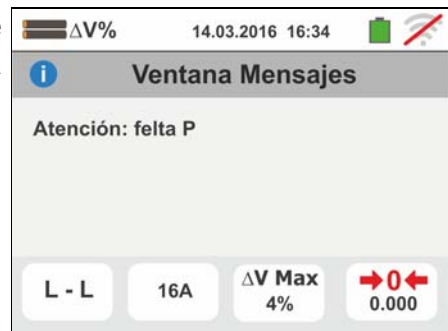 ΔV% 14.03.2016 16:34
i Ventana Mensajes
Atención: felta P
L - L 16A ΔV Max 4% →0← 0.000